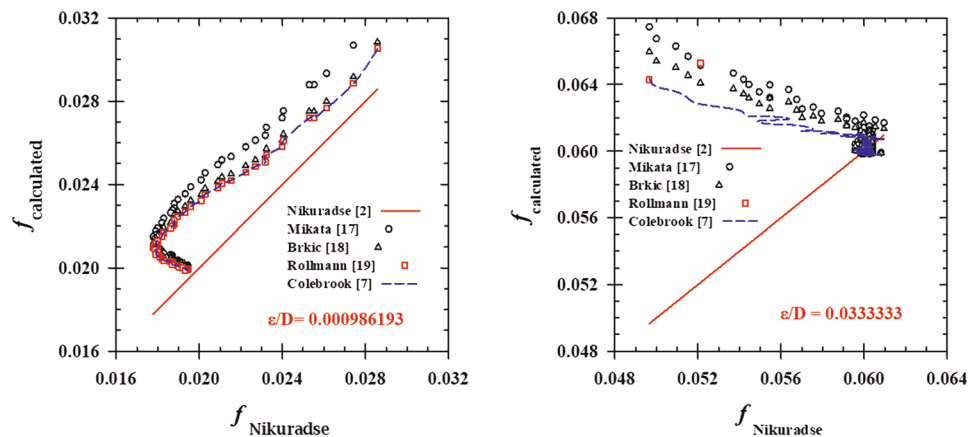 0.032
0.028
0.024
0.020
0.016
f calculated
Nikuradse [2]
Mikata [17]
Brkic [18]
Rollmann [19]
Colebrook [7]
ε/D= 0.000986193
0.016 0.020 0.024 0.028 0.032
f Nikuradse
0.068
0.064
0.060
0.056
0.052
0.048
f calculated
Nikuradse [2]
Mikata [17]
Brkic [18]
Rollmann [19]
Colebrook [7]
ε/D = 0.0333333
0.048 0.052 0.056 0.060 0.064
f Nikuradse